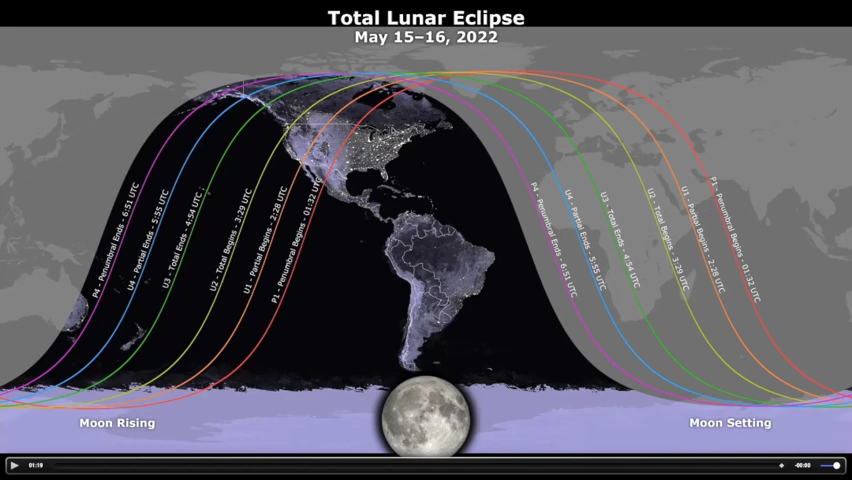 Total Lunar Eclipse
May 15–16, 2022
P4 - Penumbral Ends - 6:51 UTC
U4 - Partial Ends - 5:55 UTC
U3 - Total Ends - 4:54 UTC
U2 - Total Begins - 3:29 UTC
U1 - Partial Begins - 2:28 UTC
P1 - Penumbral Begins - 01:32 UTC
P4 - Penumbral Ends - 6:51 UTC
U4 - Partial Ends - 5:55 UTC
U3 - Total Ends - 4:54 UTC
U2 - Total Begins - 3:29 UTC
U1 - Partial Begins - 2:28 UTC
P1 - Penumbral Begins - 01:32 UTC
Moon Rising
Moon Setting
01:19
-00:00